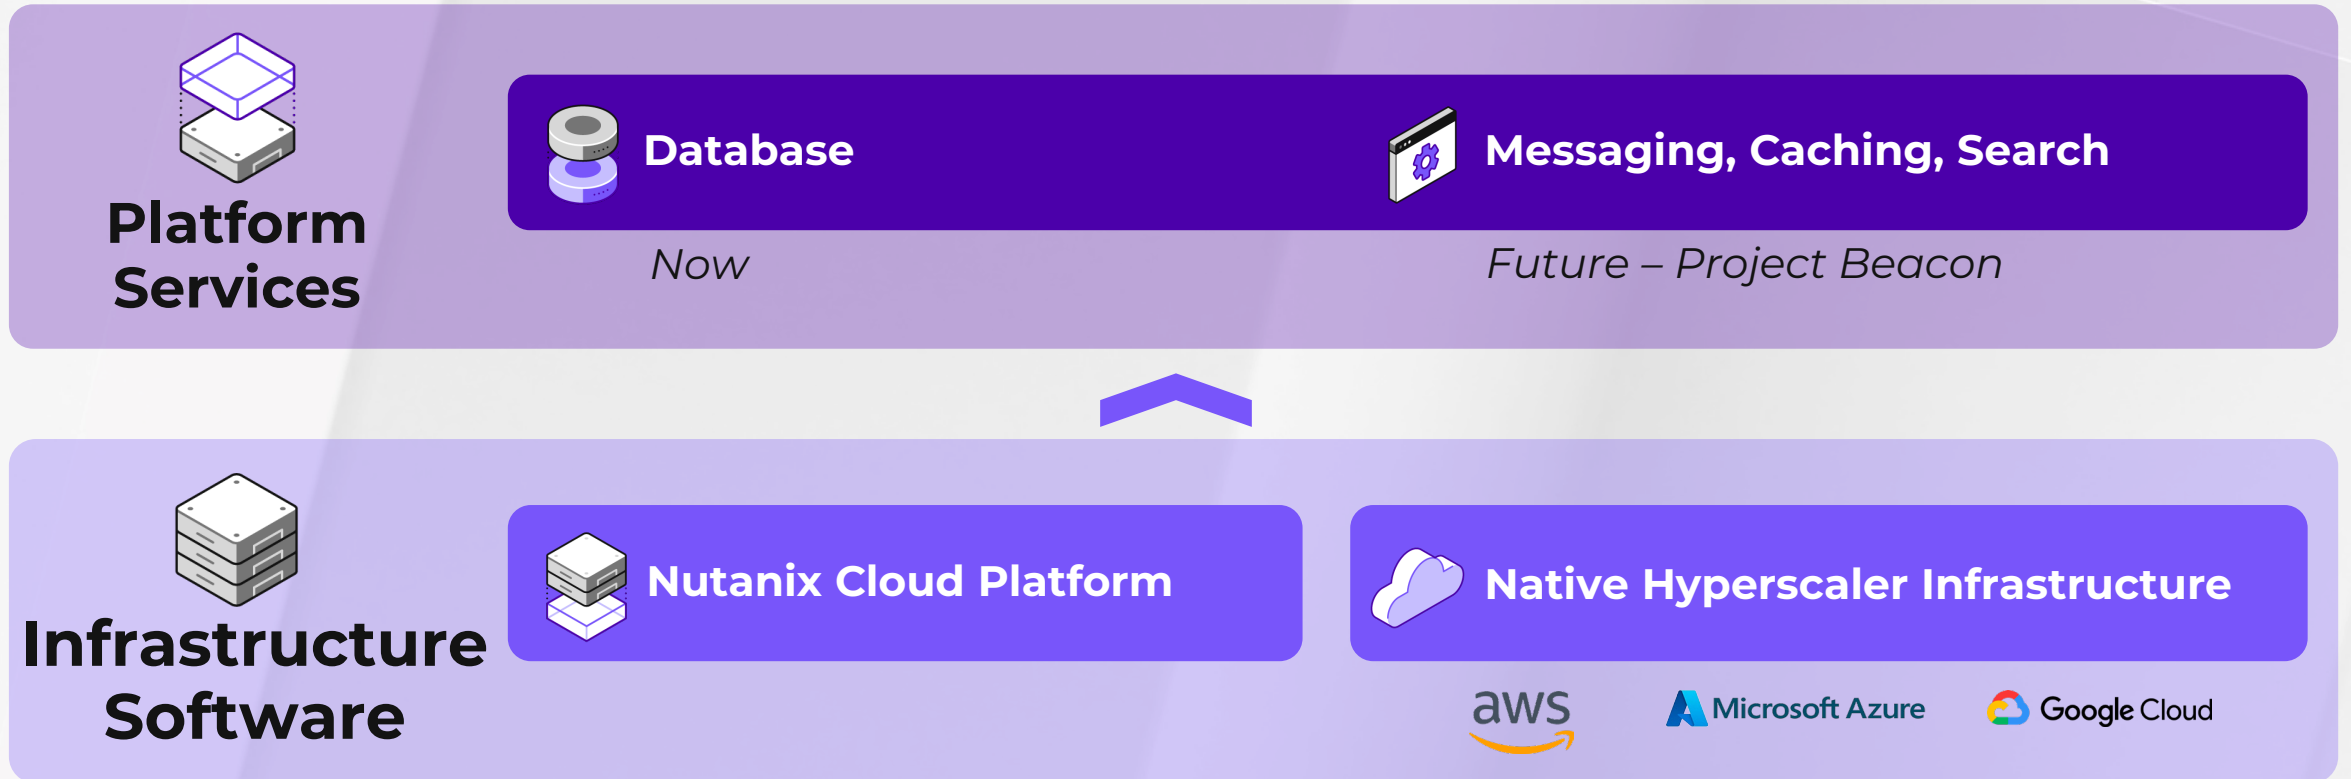 Platform
Services
Database
Messaging, Caching, Search
Now
Future – Project Beacon
Infrastructure
Software
Nutanix Cloud Platform
Native Hyperscaler Infrastructure
aws
Microsoft Azure
Google Cloud